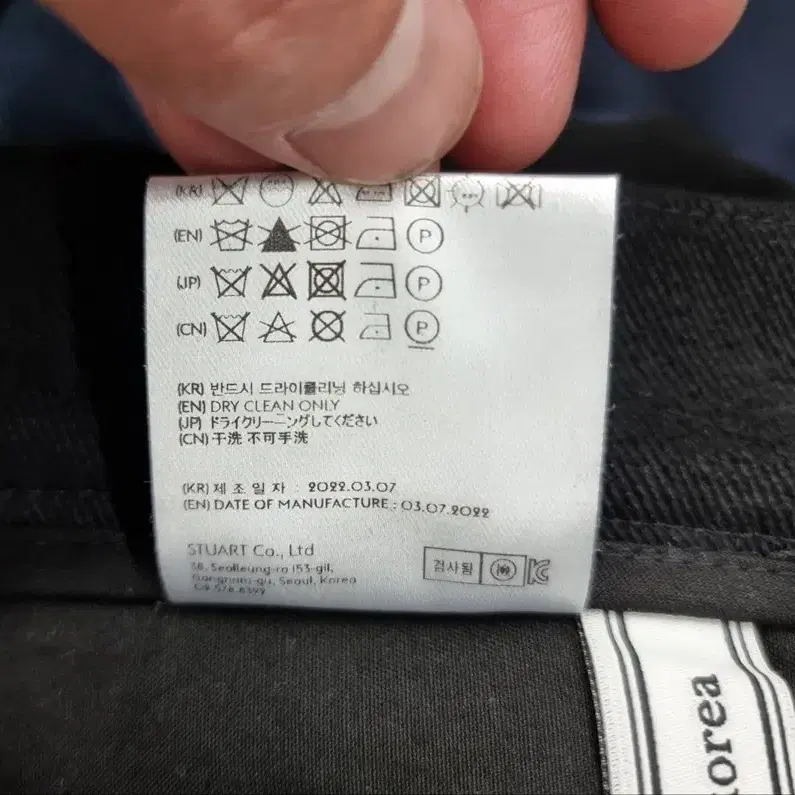 (KR)
(EN) P
(JP) P
(CN) P
(KR) 반드시 드라이클리닝 하십시오
(EN) DRY CLEAN ONLY
(JP) ドライクリーニングしてください
(CN) 干洗 不可手洗
(KR) 제 조 일 자 : 2022.03.07
(EN) DATE OF MANUFACTURE : 03.07.2022
STUART Co., Ltd
38, Seolleung-ro 153-gil,
Gangnam-gu, Seoul, Korea
검사됨
orea